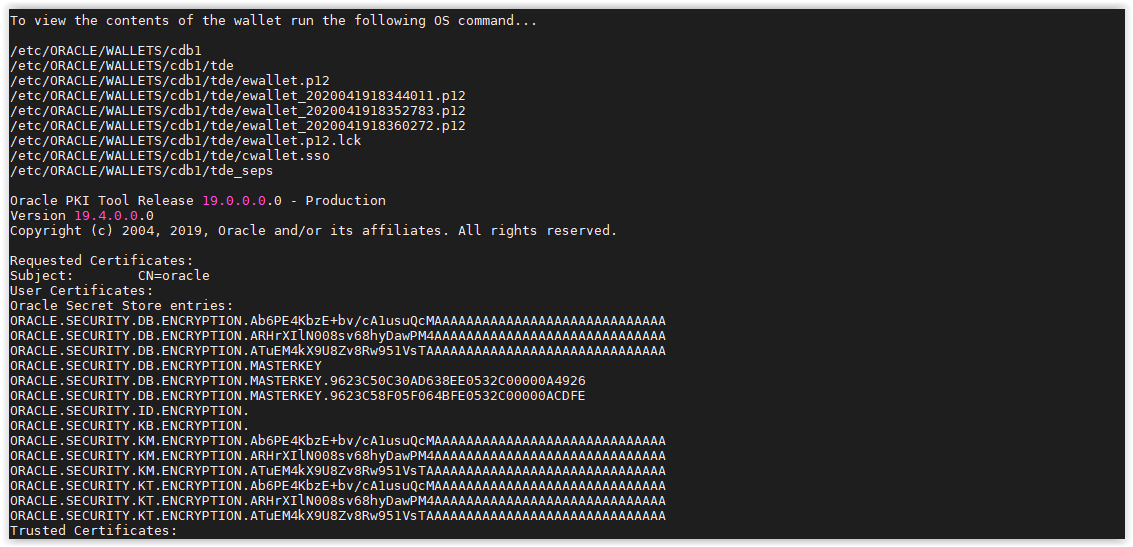 To view the contents of the wallet run the following OS command...
/etc/ORACLE/WALLETS/cdb1
/etc/ORACLE/WALLETS/cdb1/tde
/etc/ORACLE/WALLETS/cdb1/tde/ewallet.p12
/etc/ORACLE/WALLETS/cdb1/tde/ewallet_2020041918344011.p12
/etc/ORACLE/WALLETS/cdb1/tde/ewallet_2020041918352783.p12
/etc/ORACLE/WALLETS/cdb1/tde/ewallet_2020041918360272.p12
/etc/ORACLE/WALLETS/cdb1/tde/ewallet.p12.lck
/etc/ORACLE/WALLETS/cdb1/tde/cwallet.sso
/etc/ORACLE/WALLETS/cdb1/tde_seps
Oracle PKI Tool Release 19.0.0.0.0 - Production
Version 19.4.0.0.0
Copyright (c) 2004, 2019, Oracle and/or its affiliates. All rights reserved.
Requested Certificates:
Subject:        CN=oracle
User Certificates:
Oracle Secret Store entries:
ORACLE.SECURITY.DB.ENCRYPTION.Ab6PE4KbzE+bv/cA1usuQcMAAAAAAAAAAAAAAAAAAAAAAAAAAAAA
ORACLE.SECURITY.DB.ENCRYPTION.ARHrXIlN008sv68hyDawPM4AAAAAAAAAAAAAAAAAAAAAAAAAAAAA
ORACLE.SECURITY.DB.ENCRYPTION.ATuEM4kX9U8Zv8Rw951VsTAAAAAAAAAAAAAAAAAAAAAAAAAAAAAA
ORACLE.SECURITY.DB.ENCRYPTION.MASTERKEY
ORACLE.SECURITY.DB.ENCRYPTION.MASTERKEY.9623C50C30AD638EE0532C00000A4926
ORACLE.SECURITY.DB.ENCRYPTION.MASTERKEY.9623C58F05F064BFE0532C00000ACDFE
ORACLE.SECURITY.ID.ENCRYPTION.
ORACLE.SECURITY.KB.ENCRYPTION.
ORACLE.SECURITY.KM.ENCRYPTION.Ab6PE4KbzE+bv/cA1usuQcMAAAAAAAAAAAAAAAAAAAAAAAAAAAAA
ORACLE.SECURITY.KM.ENCRYPTION.ARHrXIlN008sv68hyDawPM4AAAAAAAAAAAAAAAAAAAAAAAAAAAAA
ORACLE.SECURITY.KM.ENCRYPTION.ATuEM4kX9U8Zv8Rw951VsTAAAAAAAAAAAAAAAAAAAAAAAAAAAAAA
ORACLE.SECURITY.KT.ENCRYPTION.Ab6PE4KbzE+bv/cA1usuQcMAAAAAAAAAAAAAAAAAAAAAAAAAAAAA
ORACLE.SECURITY.KT.ENCRYPTION.ARHrXIlN008sv68hyDawPM4AAAAAAAAAAAAAAAAAAAAAAAAAAAAA
ORACLE.SECURITY.KT.ENCRYPTION.ATuEM4kX9U8Zv8Rw951VsTAAAAAAAAAAAAAAAAAAAAAAAAAAAAAA
Trusted Certificates: